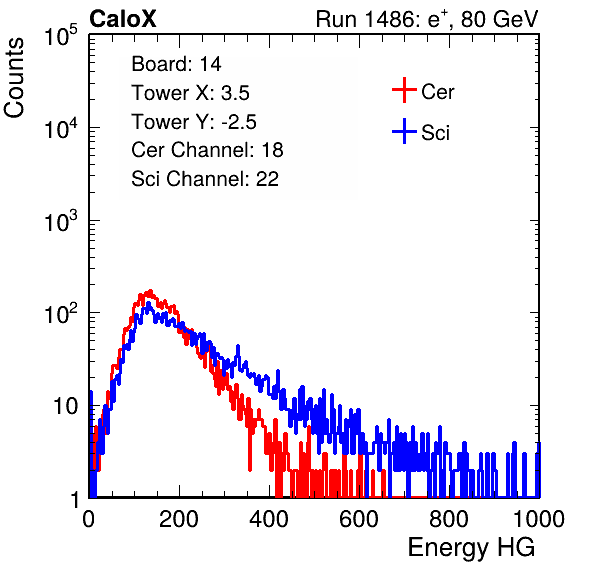 CaloX Run 1486: e⁺, 80 GeV
Counts
Board: 14
Tower X: 3.5
Tower Y: -2.5
Cer Channel: 18
Sci Channel: 22
Cer
Sci
10⁵
10⁴
10³
10²
10
1
0 200 400 600 800 1000
Energy HG